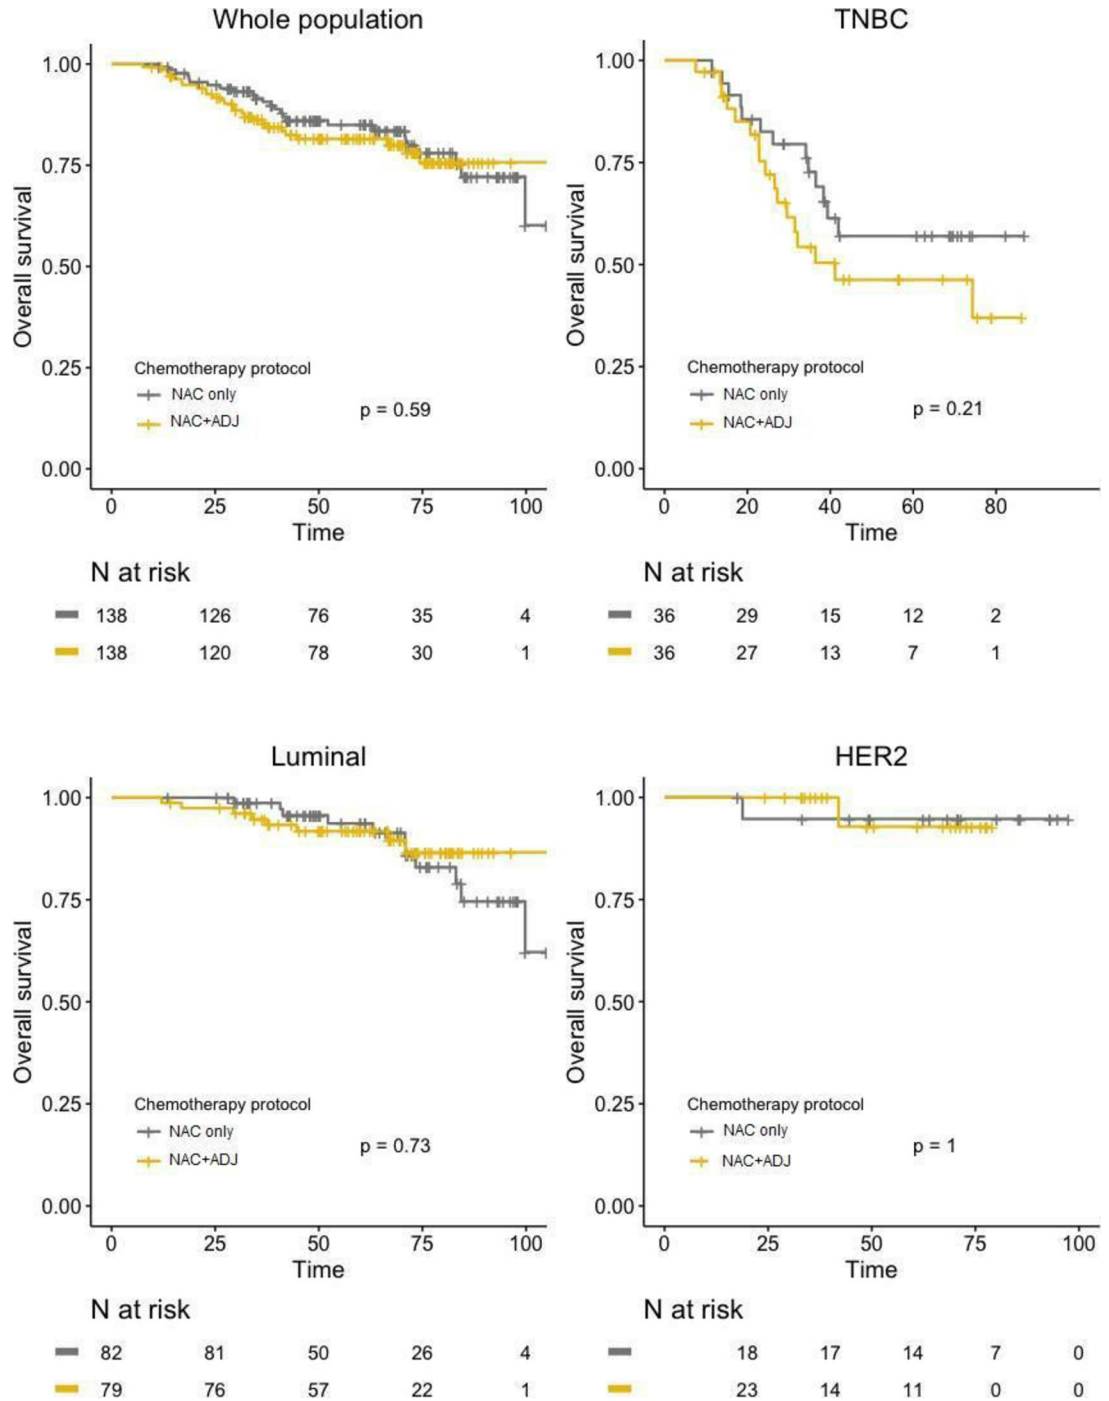 Whole population
1.00
0.75
0.50
0.25
0.00
Overall survival
Chemotherapy protocol
NAC only
NAC+ADJ
p = 0.59
0 25 50 75 100
Time
N at risk
138 126 76 35 4
138 120 78 30 1
TNBC
1.00
0.75
0.50
0.25
0.00
Overall survival
Chemotherapy protocol
NAC only
NAC+ADJ
p = 0.21
0 20 40 60 80
Time
N at risk
36 29 15 12 2
36 27 13 7 1
Luminal
1.00
0.75
0.50
0.25
0.00
Overall survival
Chemotherapy protocol
NAC only
NAC+ADJ
p = 0.73
0 25 50 75 100
Time
N at risk
82 81 50 26 4
79 76 57 22 1
HER2
1.00
0.75
0.50
0.25
0.00
Overall survival
Chemotherapy protocol
NAC only
NAC+ADJ
p = 1
0 25 50 75 100
Time
N at risk
18 17 14 7 0
23 14 11 0 0